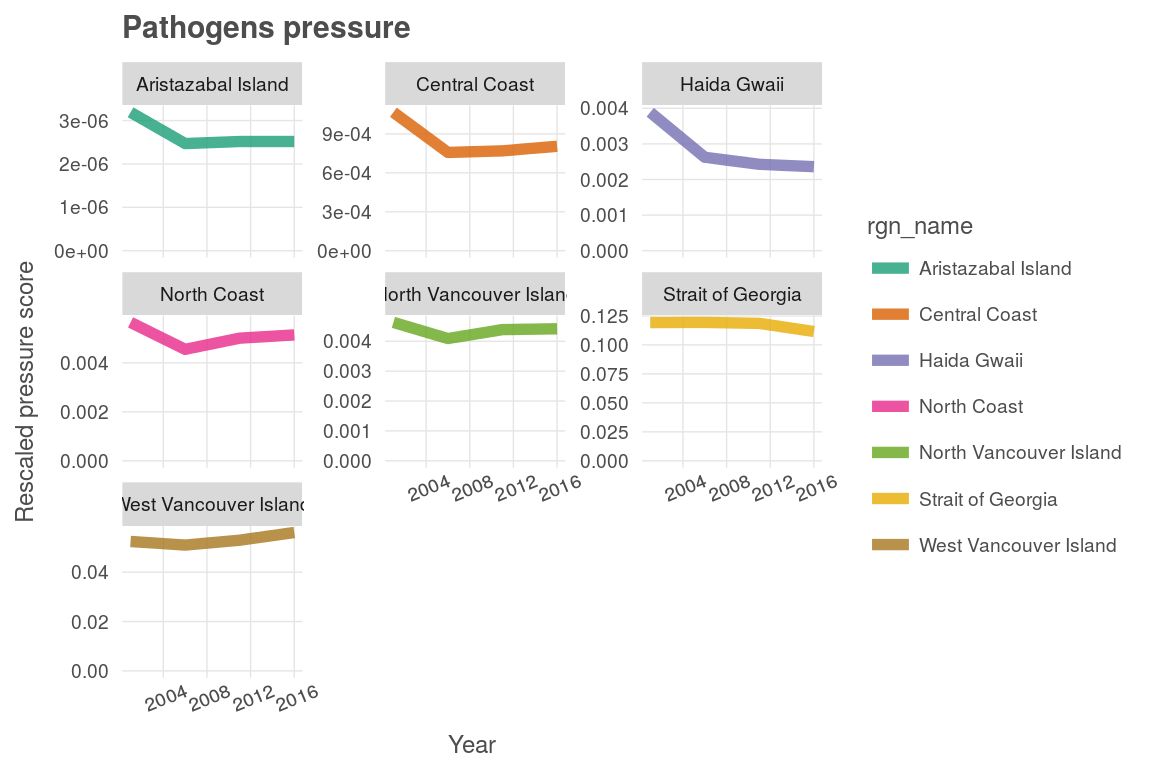 Pathogens pressure
Aristazabal Island
Central Coast
Haida Gwaii
3e-06
2e-06
1e-06
0e+00
9e-04
6e-04
3e-04
0e+00
0.004
0.003
0.002
0.001
0.000
North Coast
orth Vancouver Islan
Strait of Georgia
0.004
0.002
0.000
0.004
0.003
0.002
0.001
0.000
0.125
0.100
0.075
0.050
0.025
0.000
2004 2008 2012 2016
2004 2008 2012 2016
West Vancouver Island
0.04
0.02
0.00
2004 2008 2012 2016
Year
Rescaled pressure score
rgn_name
Aristazabal Island
Central Coast
Haida Gwaii
North Coast
North Vancouver Island
Strait of Georgia
West Vancouver Island